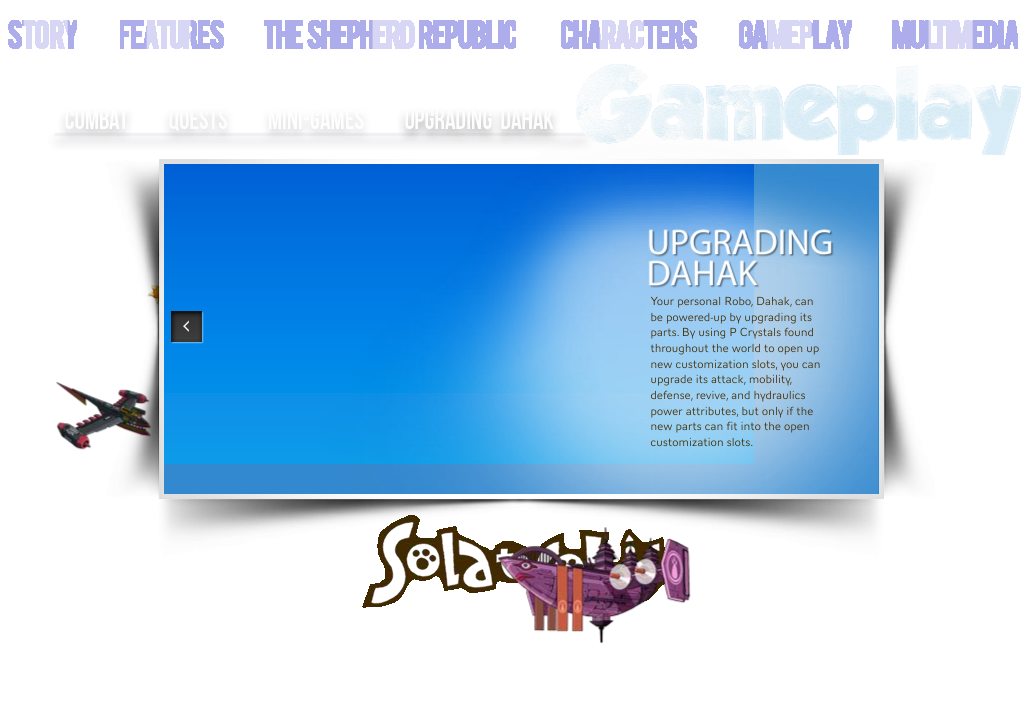 STORY FEATURES THE SHEPHERD REPUBLIC CHARACTERS GAMEPLAY MULTIMEDIA
Gameplay
COMBAT QUESTS MINI-GAMES UPGRADING DAHAK
UPGRADING
DAHAK
Your personal Robo, Dahak, can
be powered-up by upgrading its
parts. By using P Crystals found
throughout the world to open up
new customization slots, you can
upgrade its attack, mobility,
defense, revive, and hydraulics
power attributes, but only if the
new parts can fit into the open
customization slots.